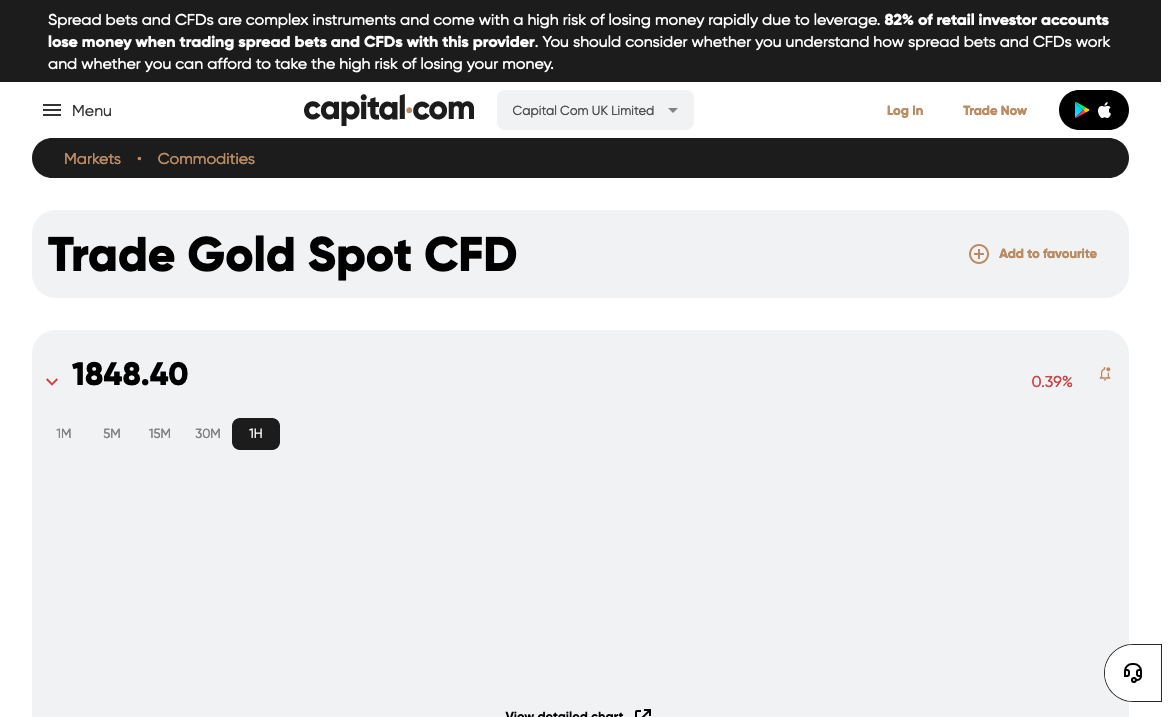 Spread bets and CFDs are complex instruments and come with a high risk of losing money rapidly due to leverage. 82% of retail investor accounts
lose money when trading spread bets and CFDs with this provider. You should consider whether you understand how spread bets and CFDs work
and whether you can afford to take the high risk of losing your money.
Menu
capital.com
Capital Com UK Limited
Log In
Trade Now
Markets • Commodities
Trade Gold Spot CFD
Add to favourite
1848.40
0.39%
1M 5M 15M 30M 1H
View detailed chart